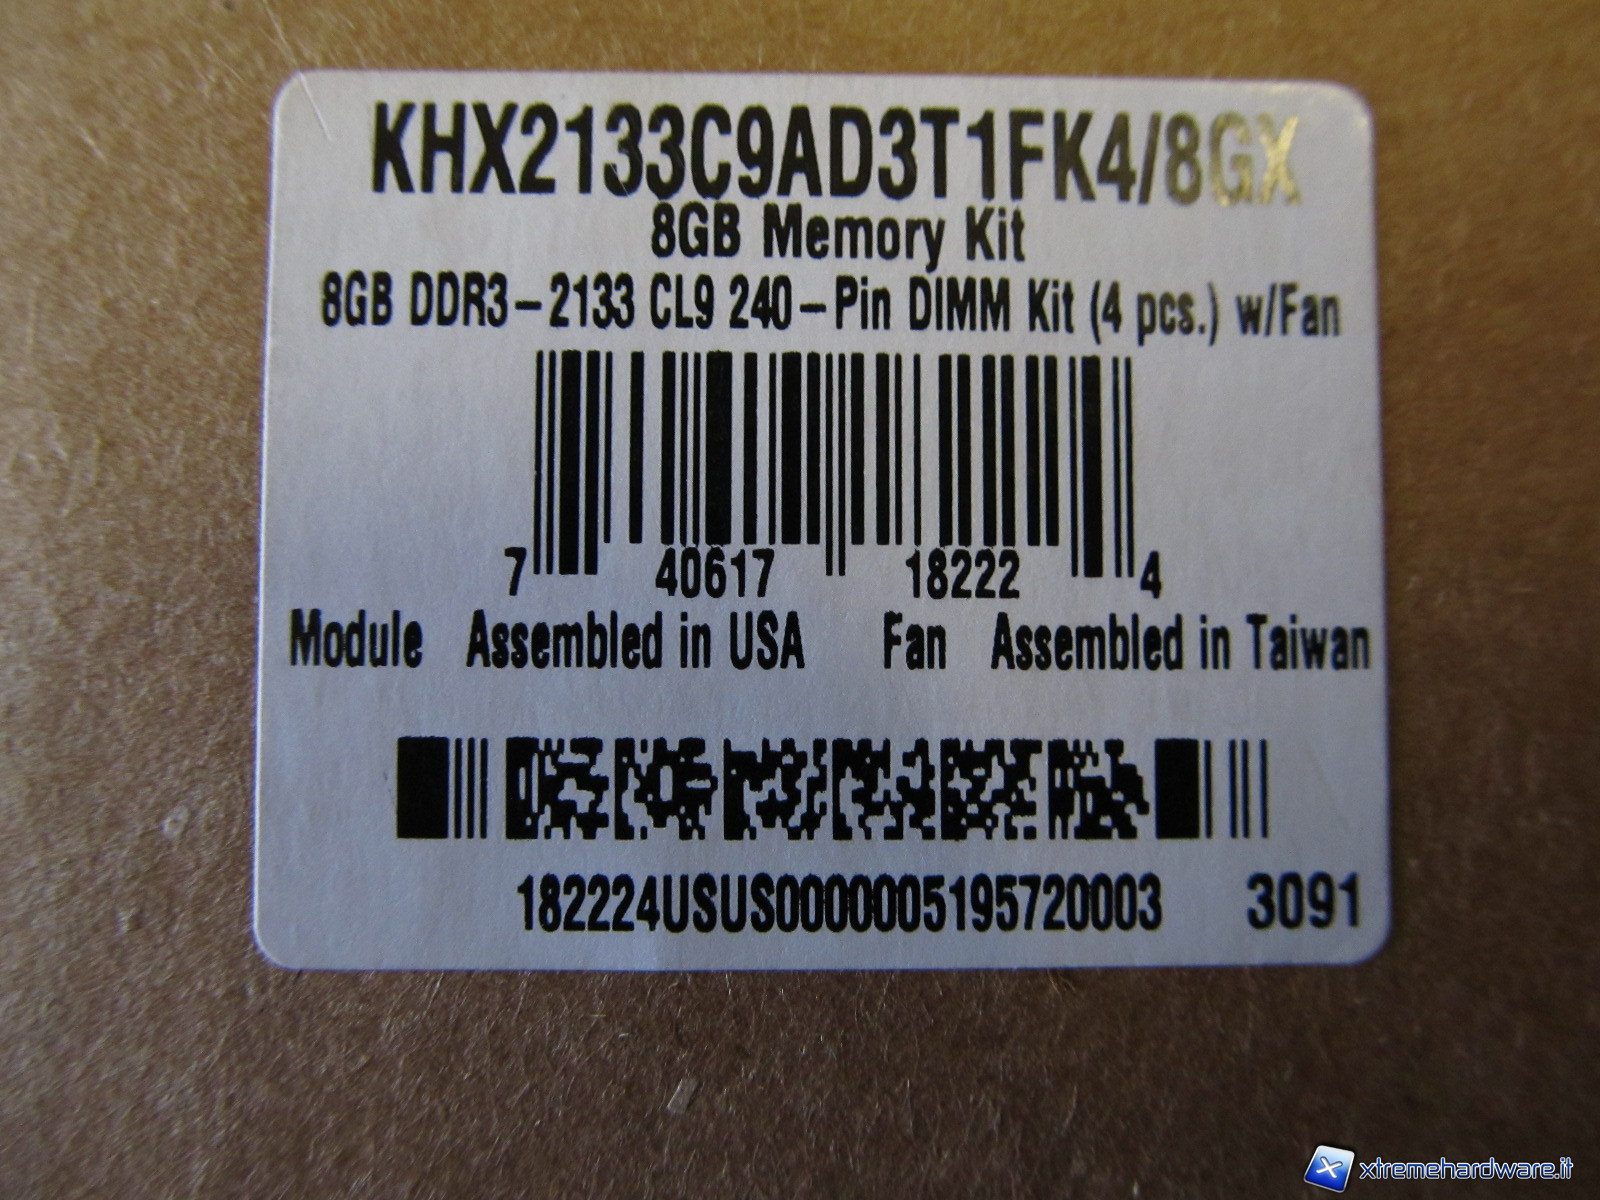 KHX2133C9AD3T1FK4/8GX
8GB Memory Kit
8GB DDR3-2133 CL9 240-Pin DIMM Kit (4 pcs.) w/Fan
7 40617 18222 4
Module Assembled in USA Fan Assembled in Taiwan
182224USUS0000005195720003 3091
xtremehardware.it